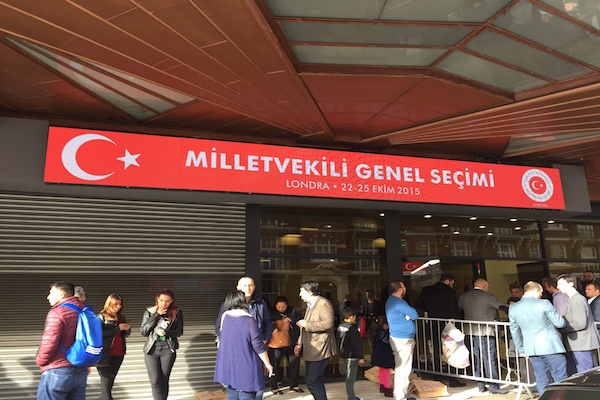 MİLLETVEKİLİ GENEL SEÇİMİ
LONDRA • 22-25 EKİM 2015